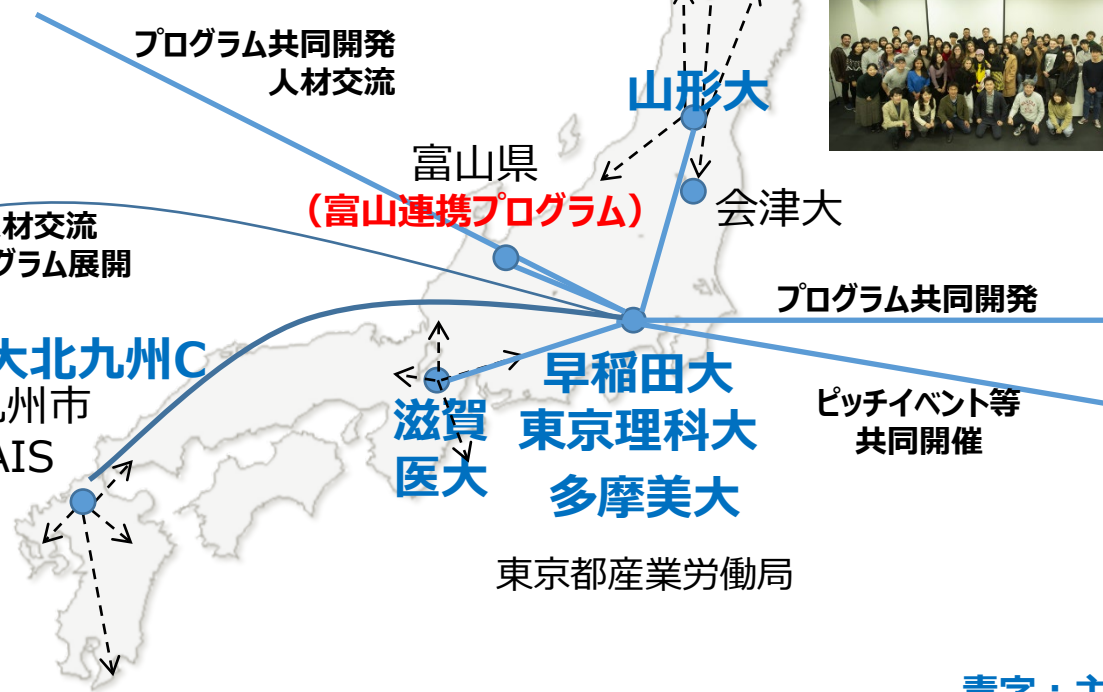 プログラム共同開発
人材交流
山形大
富山県
（富山連携プログラム）
会津大
材交流
グラム展開
プログラム共同開発
大北九州C
州市
AIS
早稲田大
東京理科大
多摩美大
滋賀
医大
ピッチイベント等
共同開催
東京都産業労働局